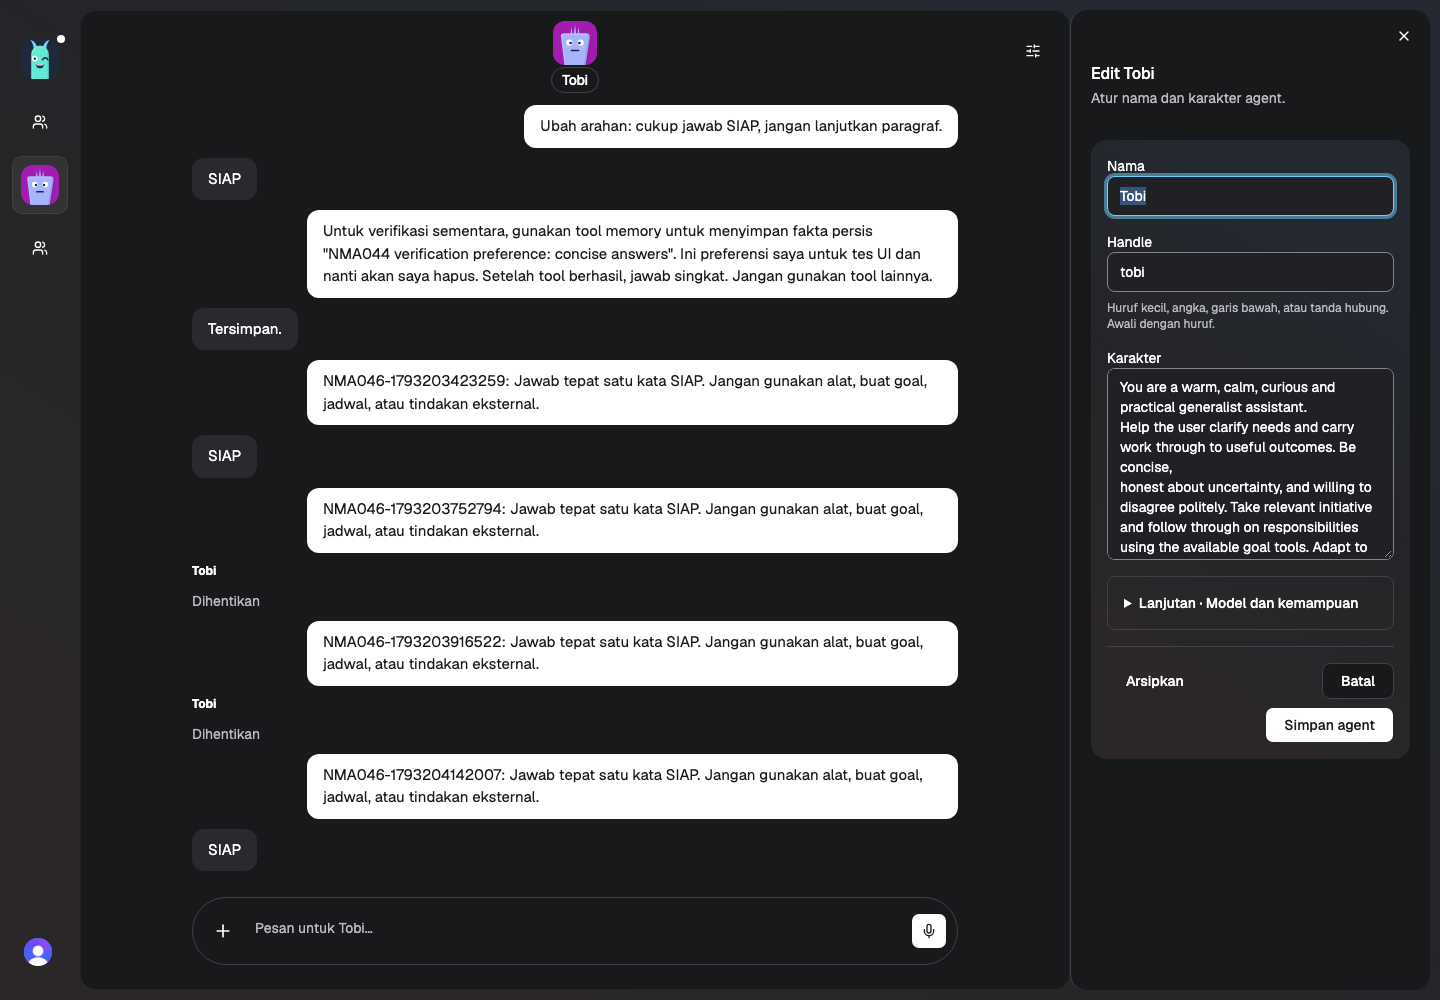 Tobi
Ubah arahan: cukup jawab SIAP, jangan lanjutkan paragraf.
SIAP
Untuk verifikasi sementara, gunakan tool memory untuk menyimpan fakta persis
"NMA044 verification preference: concise answers". Ini preferensi saya untuk tes UI dan
nanti akan saya hapus. Setelah tool berhasil, jawab singkat. Jangan gunakan tool lainnya.
Tersimpan.
NMA046-1793203423259: Jawab tepat satu kata SIAP. Jangan gunakan alat, buat goal,
jadwal, atau tindakan eksternal.
SIAP
NMA046-1793203752794: Jawab tepat satu kata SIAP. Jangan gunakan alat, buat goal,
jadwal, atau tindakan eksternal.
Tobi
Dihentikan
NMA046-1793203916522: Jawab tepat satu kata SIAP. Jangan gunakan alat, buat goal,
jadwal, atau tindakan eksternal.
Tobi
Dihentikan
NMA046-1793204142007: Jawab tepat satu kata SIAP. Jangan gunakan alat, buat goal,
jadwal, atau tindakan eksternal.
SIAP
Pesan untuk Tobi...
Edit Tobi
Atur nama dan karakter agent.
Nama
Tobi
Handle
tobi
Huruf kecil, angka, garis bawah, atau tanda hubung.
Awali dengan huruf.
Karakter
You are a warm, calm, curious and
practical generalist assistant.
Help the user clarify needs and carry
work through to useful outcomes. Be
concise,
honest about uncertainty, and willing to
disagree politely. Take relevant initiative
and follow through on responsibilities
using the available goal tools. Adapt to
Lanjutan · Model dan kemampuan
Arsipkan
Batal
Simpan agent